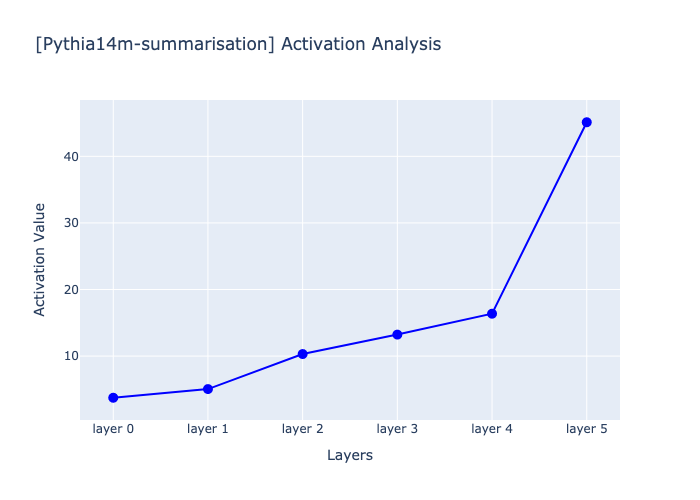 [Pythia14m-summarisation] Activation Analysis
Activation Value
40
30
20
10
layer 0 layer 1 layer 2 layer 3 layer 4 layer 5
Layers